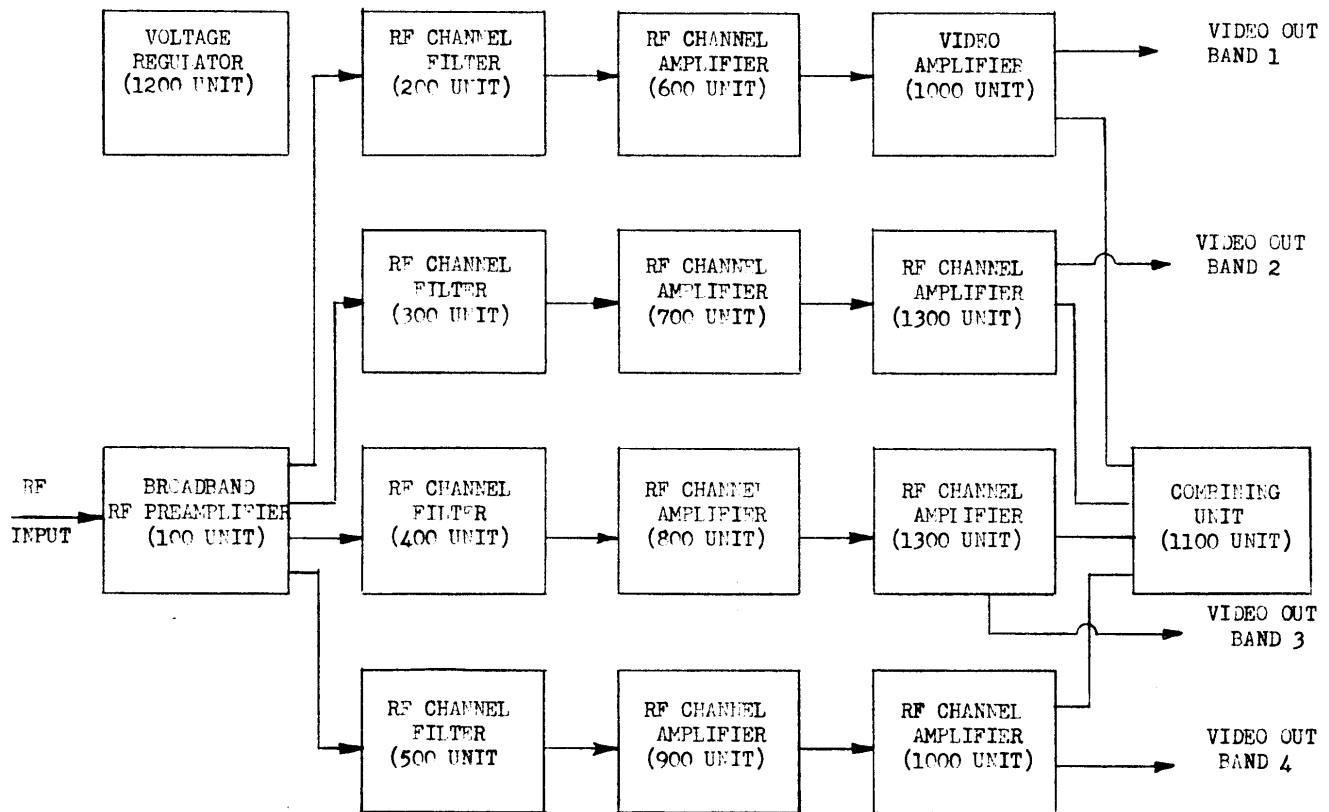 VOLTAGE
REGULATOR
(1200 UNIT)
RF CHANNEL
FILTER
(200 UNIT)
RF CHANNEL
AMPLIFIER
(600 UNIT)
VIDEO
AMPLIFIER
(1000 UNIT)
VIDEO OUT
BAND 1
RF CHANNEL
FILTER
(300 UNIT)
RF CHANNEL
AMPLIFIER
(700 UNIT)
RF CHANNEL
AMPLIFIER
(1300 UNIT)
VIDEO OUT
BAND 2
RF
INPUT
BROADBAND
RF PREAMPLIFIER
(100 UNIT)
RF CHANNEL
FILTER
(400 UNIT)
RF CHANNEL
AMPLIFIER
(800 UNIT)
RF CHANNEL
AMPLIFIER
(1300 UNIT)
COMBINING
UNIT
(1100 UNIT)
VIDEO OUT
BAND 3
RF CHANNEL
FILTER
(500 UNIT
RF CHANNEL
AMPLIFIER
(900 UNIT)
RF CHANNEL
AMPLIFIER
(1000 UNIT)
VIDEO OUT
BAND 4